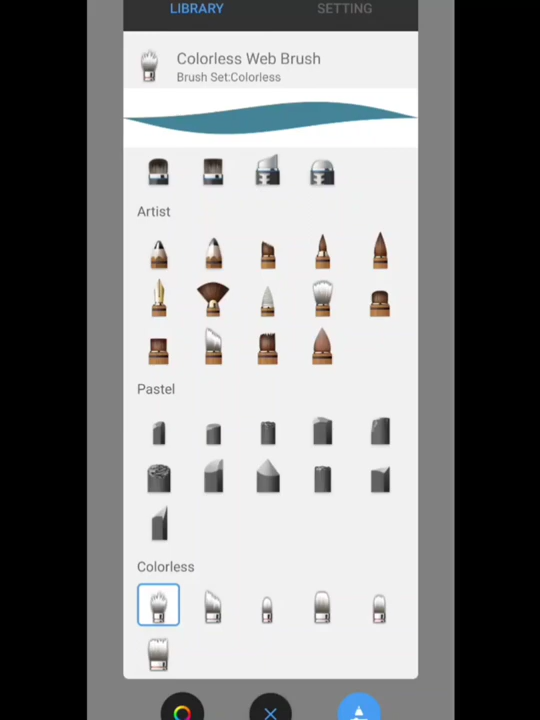 LIBRARY
SETTING
Colorless Web Brush
Brush Set:Colorless
Artist
Pastel
Colorless